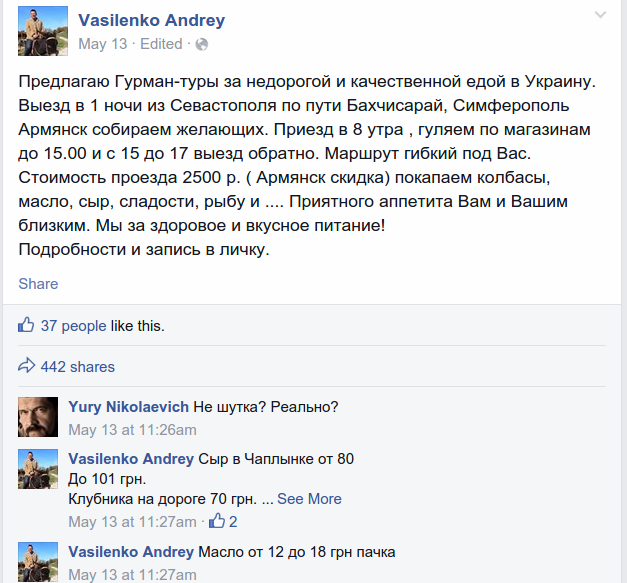 Vasilenko Andrey
May 13 · Edited ·
Предлагаю Гурман-туры за недорогой и качественной едой в Украину.
Выезд в 1 ночи из Севастополя по пути Бахчисарай, Симферополь
Армянск собираем желающих. Приезд в 8 утра , гуляем по магазинам
до 15.00 и с 15 до 17 выезд обратно. Маршрут гибкий под Вас.
Стоимость проезда 2500 р. ( Армянск скидка) покапаем колбасы,
масло, сыр, сладости, рыбу и .... Приятного аппетита Вам и Вашим
близким. Мы за здоровое и вкусное питание!
Подробности и запись в личку.
Share
37 people like this.
442 shares
Yury Nikolaevich Не шутка? Реально?
May 13 at 11:26am
Vasilenko Andrey Сыр в Чаплынке от 80
До 101 грн.
Клубника на дороге 70 грн. ... See More
May 13 at 11:27am · 2
Vasilenko Andrey Масло от 12 до 18 грн пачка
May 13 at 11:27am